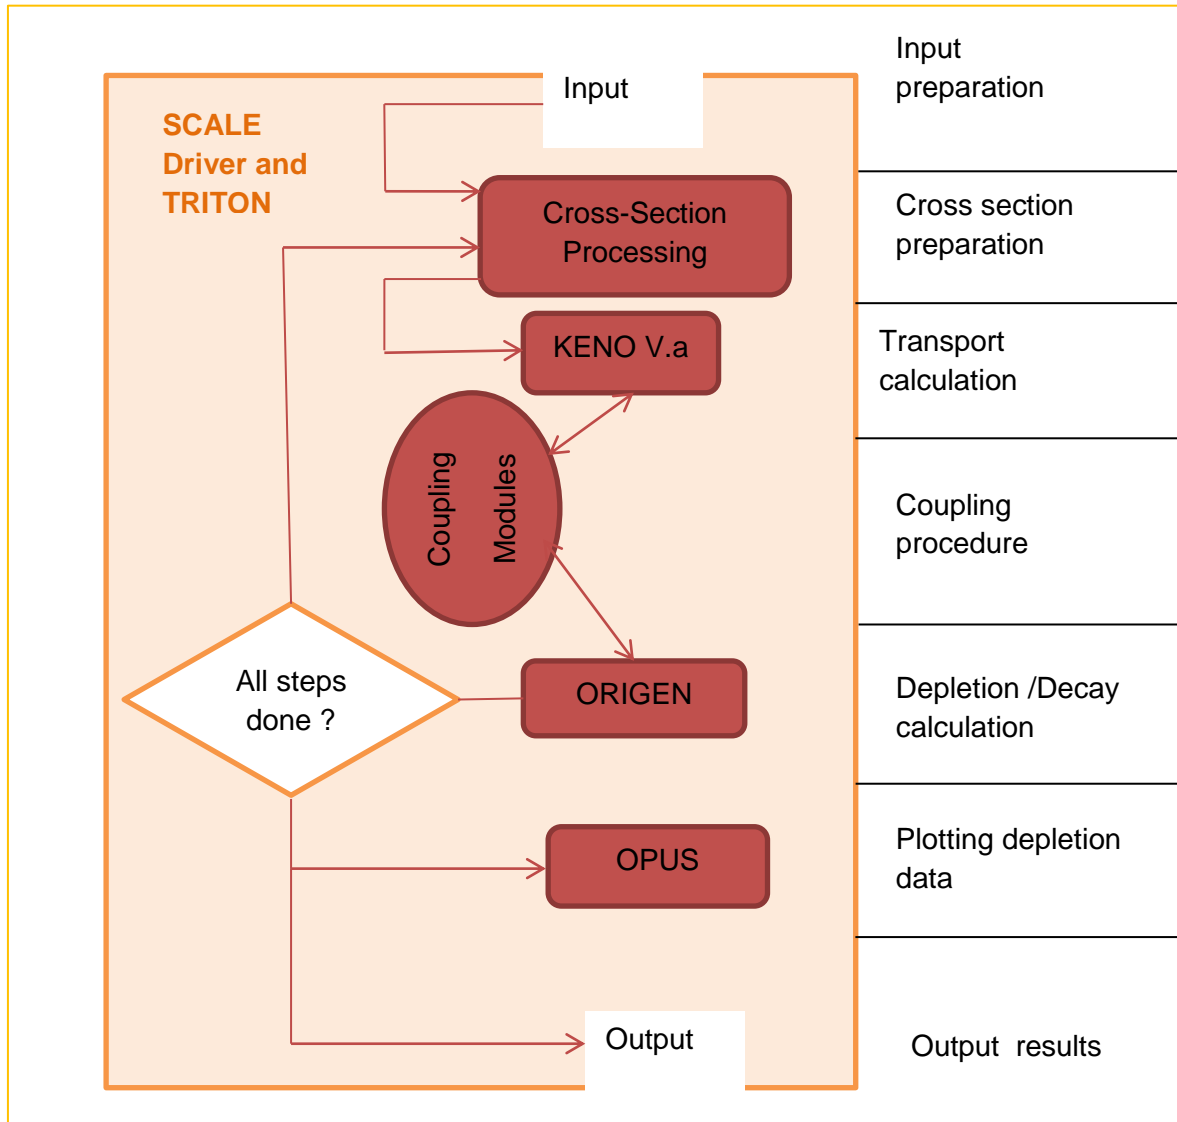 Input
preparation
Input
SCALE
Driver and
TRITON
Cross-Section
Processing
Cross section
preparation
KENO V.a
Transport
calculation
Coupling
Modules
Coupling
procedure
All steps
done ?
ORIGEN
Depletion /Decay
calculation
OPUS
Plotting depletion
data
Output
Output results